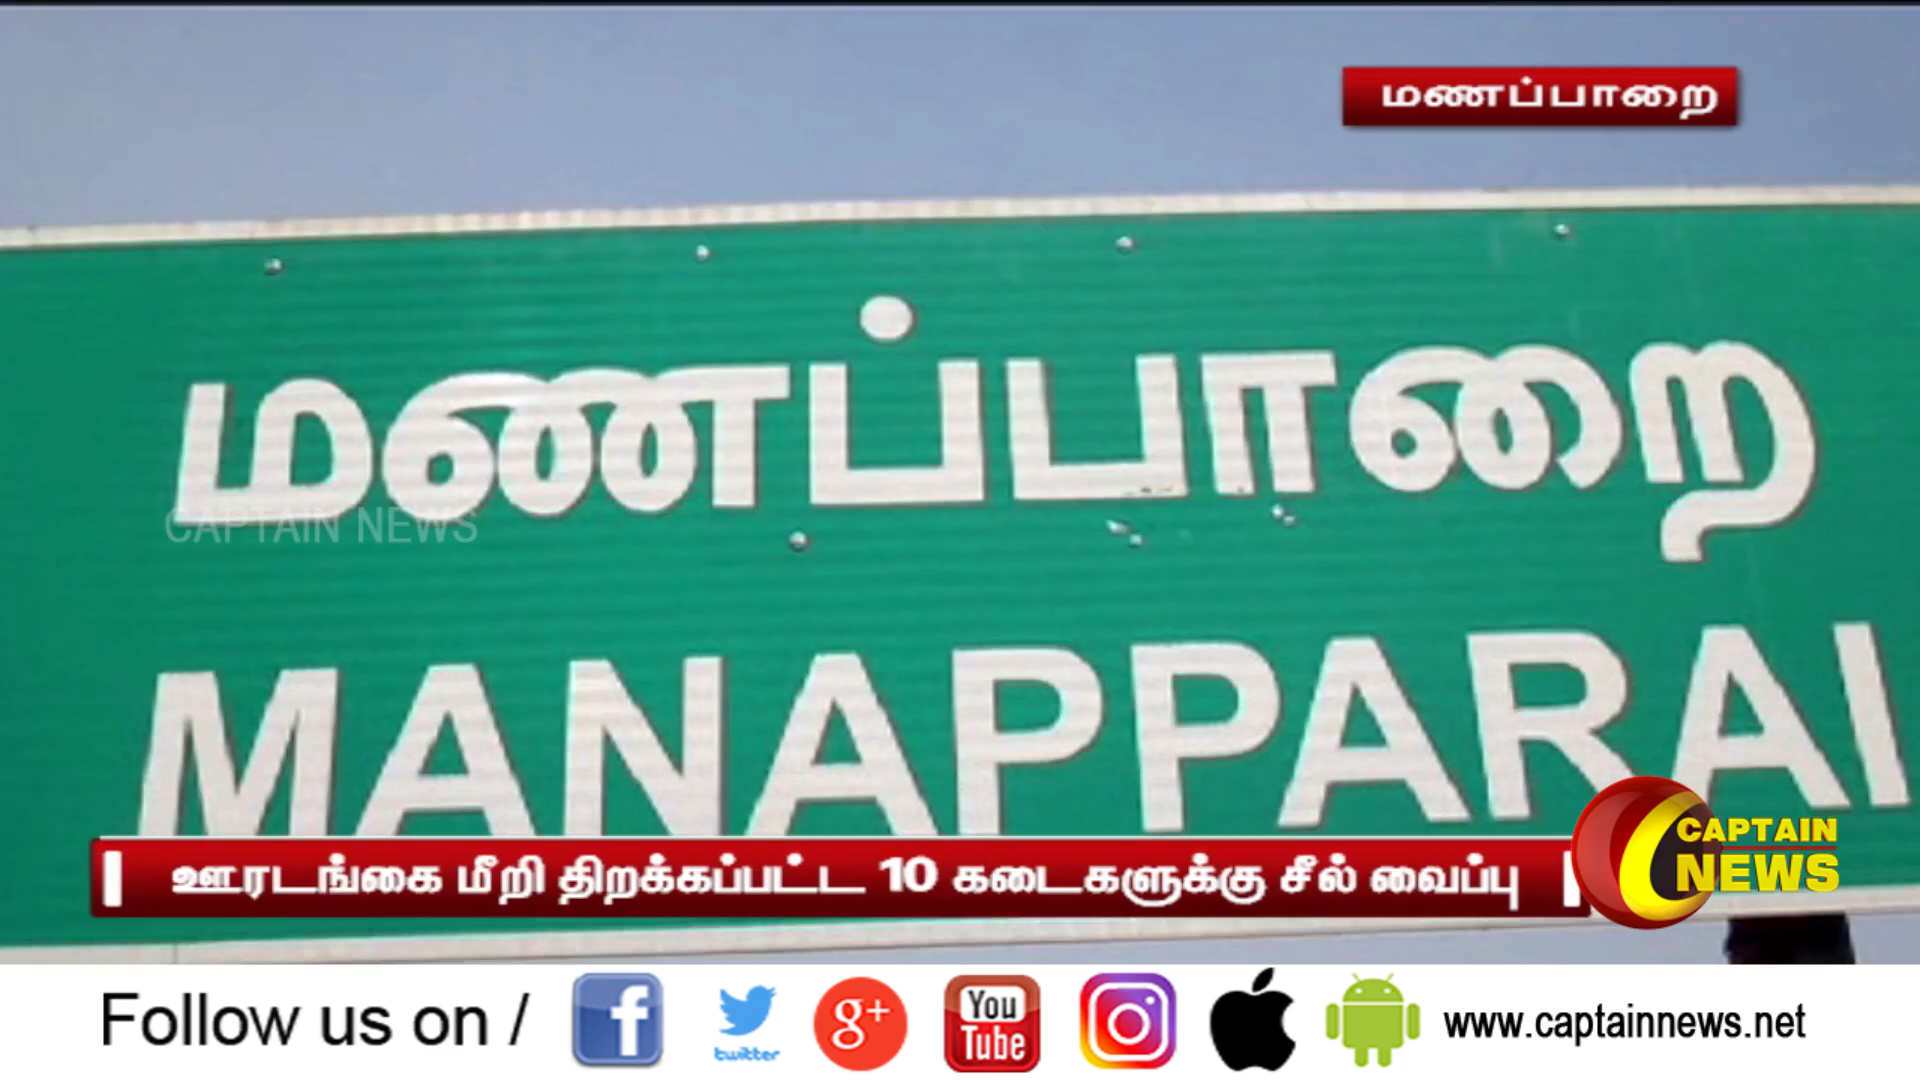 மணப்பாறை
மணப்பாறை
CAPTAIN NEWS
MANAPPARAI
ஊரடங்கை மீறி திறக்கப்பட்ட 10 கடைகளுக்கு சீல் வைப்பு
CAPTAIN
NEWS
Follow us on / f twitter g+ You Tube www.captainnews.net